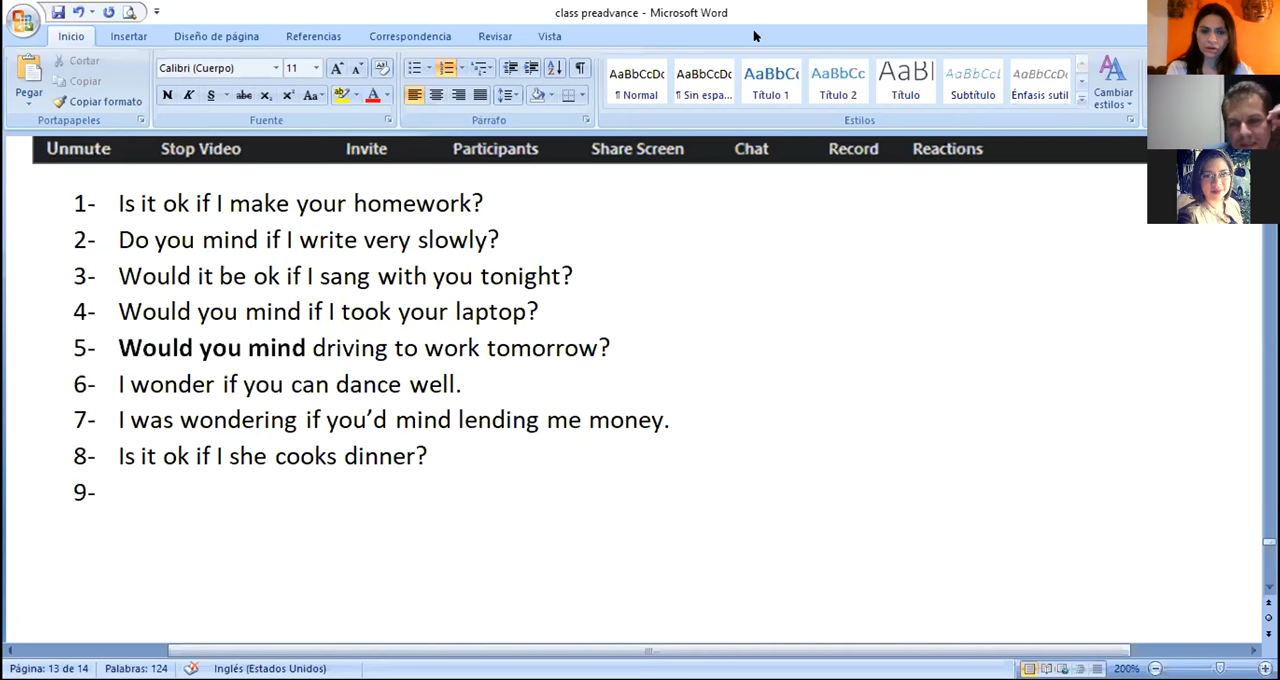 class preadvance - Microsoft Word
Inicio Insertar Diseño de página Referencias Correspondencia Revisar Vista
Pegar
Cortar
Copiar
Copiar formato
Portapapeles
Calibri (Cuerpo) 11
N K S abc x₂ x² Aa
Fuente
Párrafo
AaBbCcDc AaBbCcDc AaBbCc AaBbCc AaBl AaBbCcL AaBbCcDc
¶ Normal ¶ Sin espa... Título 1 Título 2 Título Subtítulo Énfasis sutil
Cambiar estilos
Estilos
Unmute Stop Video Invite Participants Share Screen Chat Record Reactions
1- Is it ok if I make your homework?
2- Do you mind if I write very slowly?
3- Would it be ok if I sang with you tonight?
4- Would you mind if I took your laptop?
5- Would you mind driving to work tomorrow?
6- I wonder if you can dance well.
7- I was wondering if you’d mind lending me money.
8- Is it ok if I she cooks dinner?
9-
Página: 13 de 14 Palabras: 124 Inglés (Estados Unidos) 200%